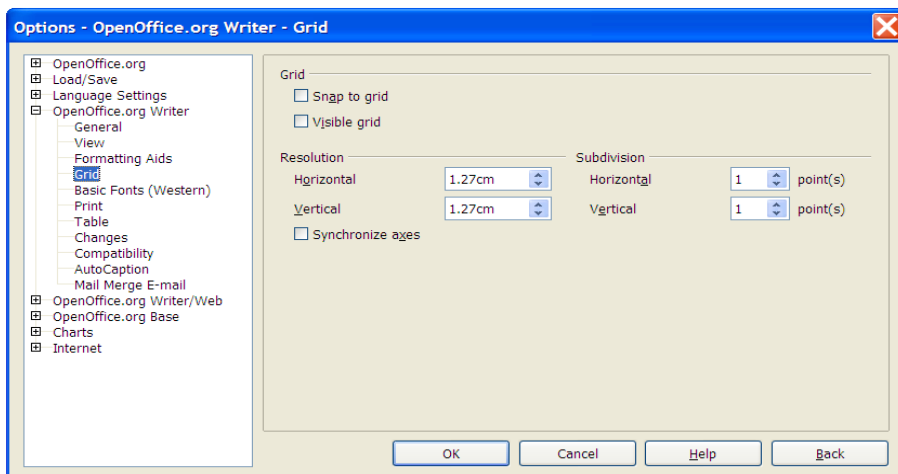 Options - OpenOffice.org Writer - Grid
OpenOffice.org
Load/Save
Language Settings
OpenOffice.org Writer
General
View
Formatting Aids
Grid
Basic Fonts (Western)
Print
Table
Changes
Compatibility
AutoCaption
Mail Merge E-mail
OpenOffice.org Writer/Web
OpenOffice.org Base
Charts
Internet
Grid
Snap to grid
Visible grid
Resolution Subdivision
Horizontal 1.27cm Horizontal 1 point(s)
Vertical 1.27cm Vertical 1 point(s)
Synchronize axes
OK Cancel Help Back